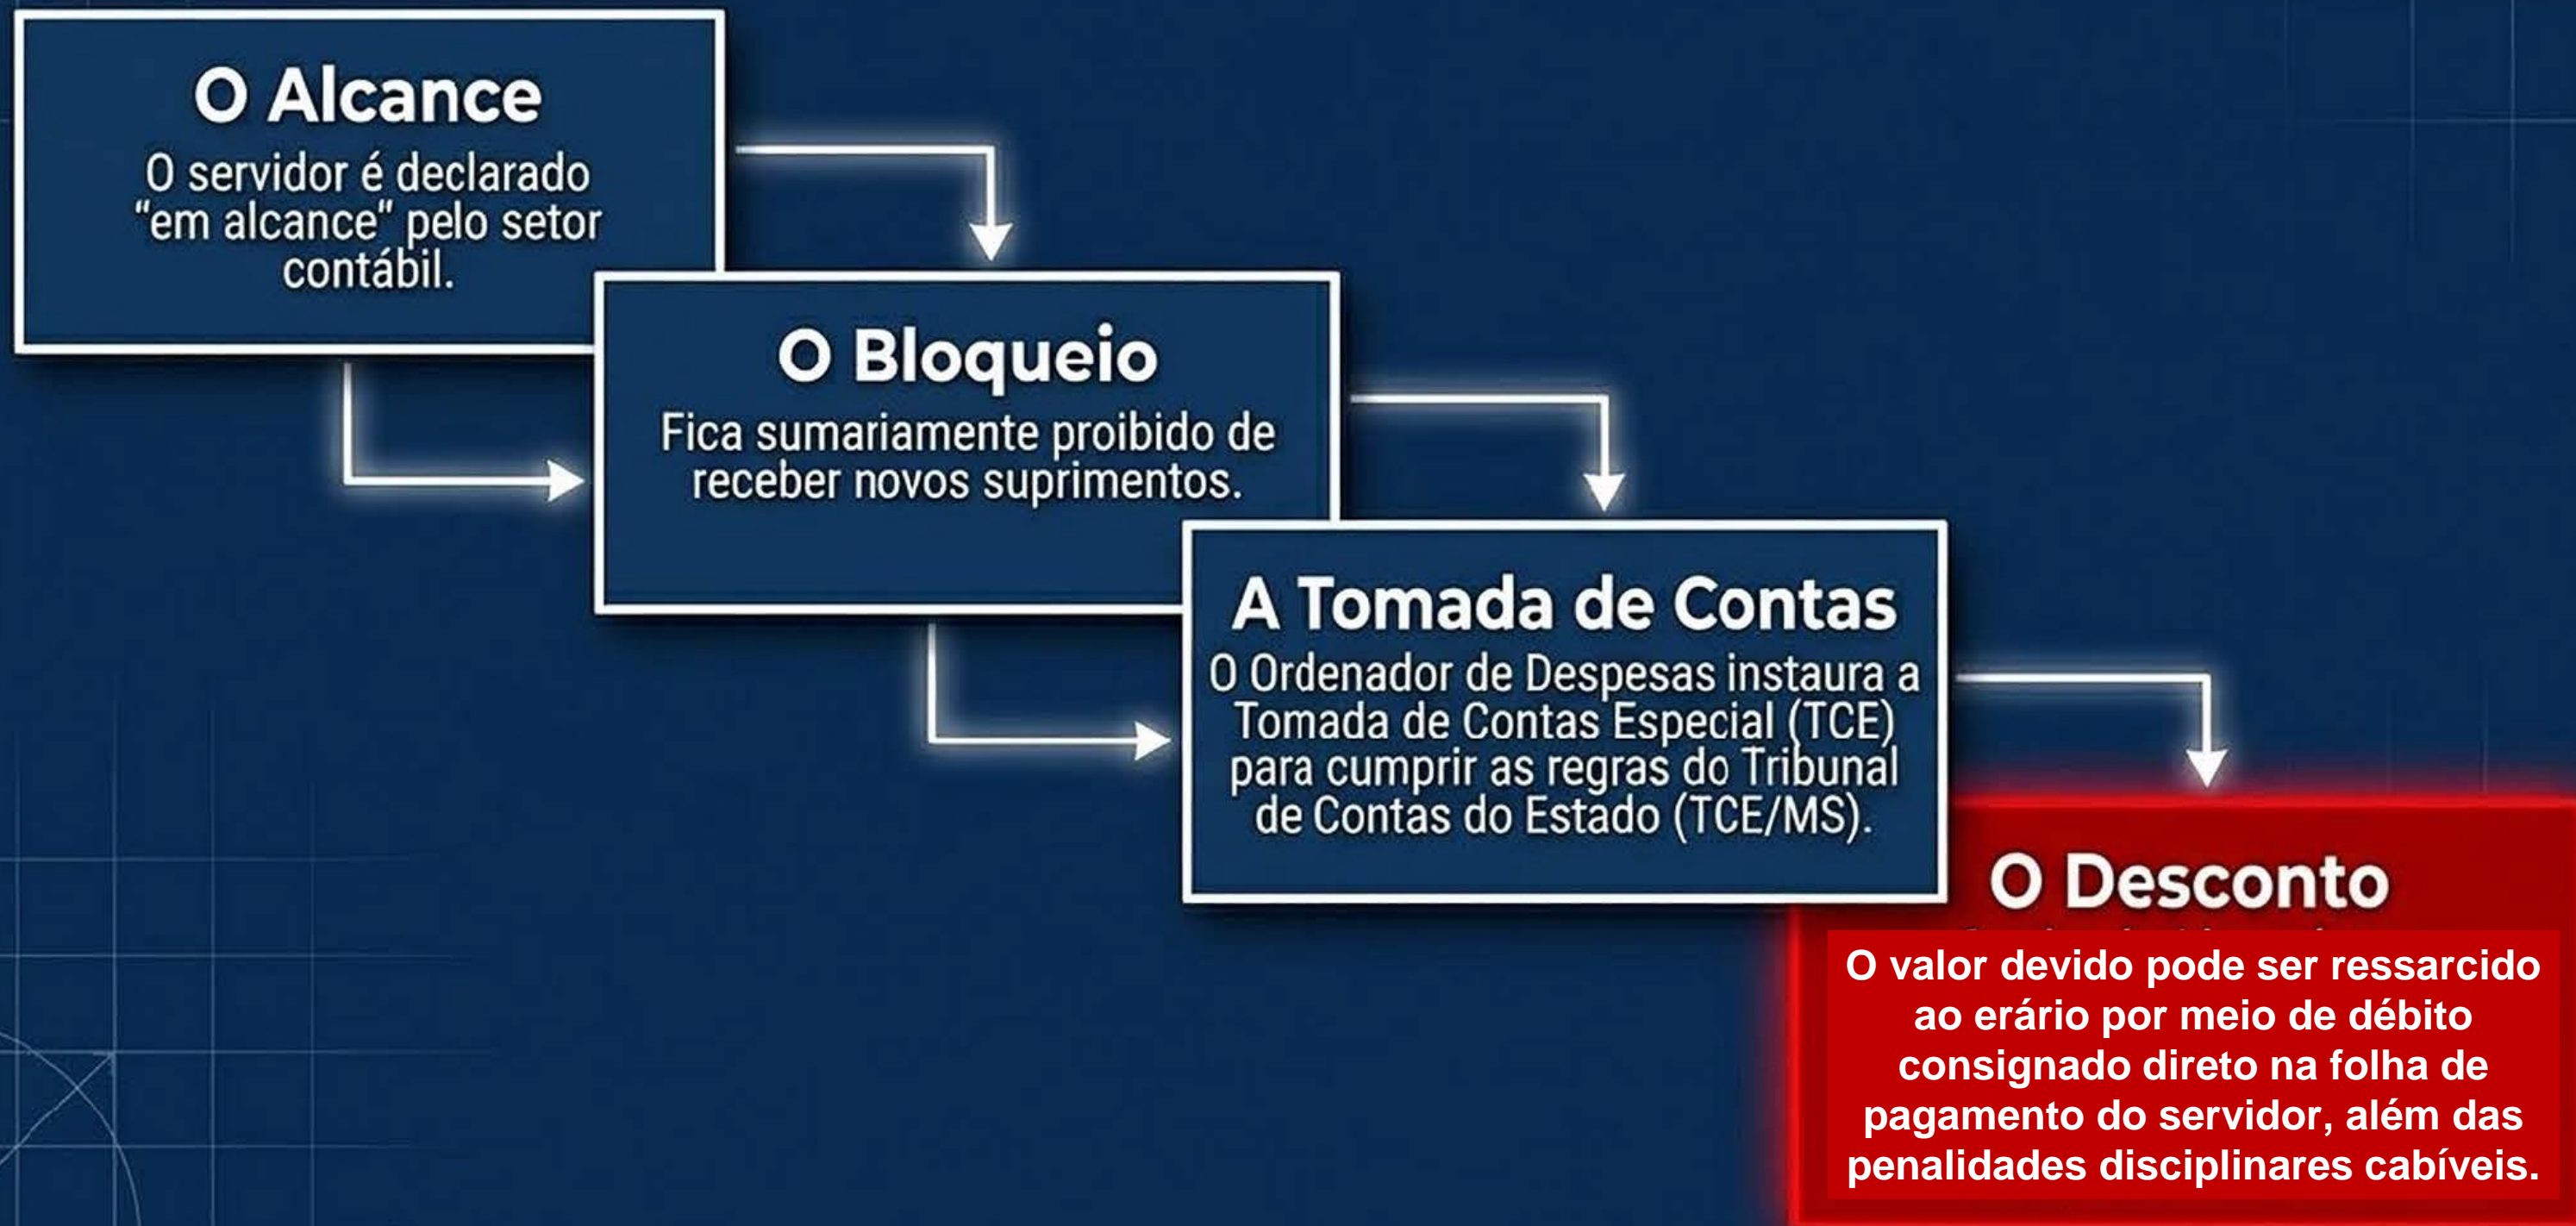 O Alcance
O servidor é declarado
“em alcance” pelo setor
contábil.
O Bloqueio
Fica sumariamente proibido de
receber novos suprimentos.
A Tomada de Contas
O Ordenador de Despesas instaura a
Tomada de Contas Especial (TCE)
para cumprir as regras do Tribunal
de Contas do Estado (TCE/MS).
O Desconto
O valor devido pode ser ressarcido
ao erário por meio de débito
consignado direto na folha de
pagamento do servidor, além das
penalidades disciplinares cabíveis.